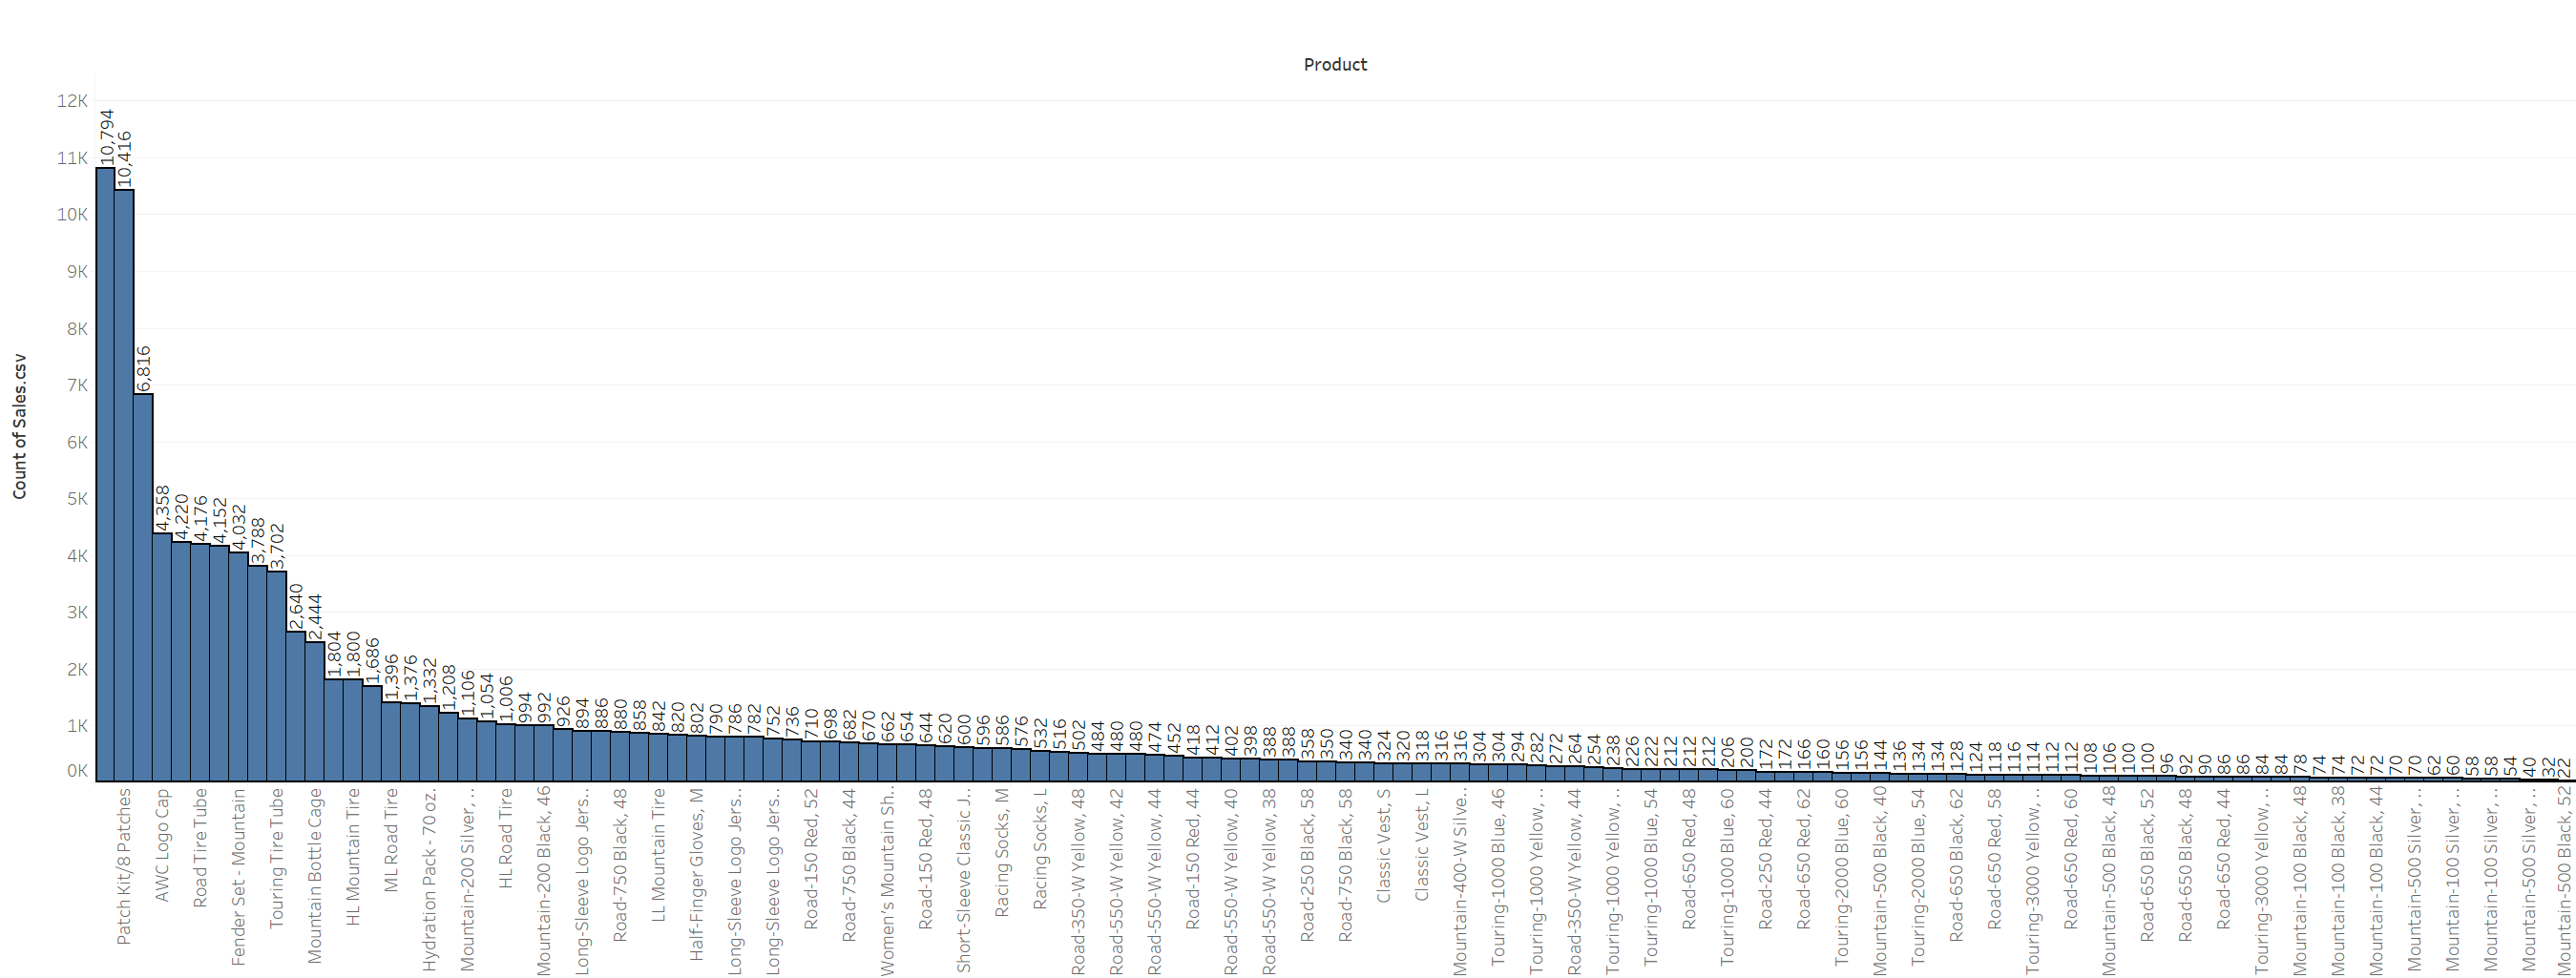 Product
Count of Sales.csv
12K
11K
10K
9K
8K
7K
6K
5K
4K
3K
2K
1K
0K
10,794
10,416
6,816
4,358
4,220
4,176
4,152
4,032
3,788
3,702
2,640
2,444
1,804
1,800
1,686
1,396
1,376
1,332
1,208
1,106
1,054
1,006
994
992
926
894
886
880
858
842
820
802
790
786
782
752
736
710
698
682
670
662
654
644
620
600
596
586
576
532
516
502
484
480
480
474
452
418
412
402
398
388
388
358
350
340
340
324
320
318
316
316
304
304
294
282
272
264
254
238
226
222
212
212
212
206
200
172
172
166
160
156
156
144
136
134
134
128
124
118
116
114
112
112
108
106
100
100
96
92
90
86
86
84
84
78
74
74
72
72
70
70
62
60
58
58
54
40
32
22
Patch Kit/8 Patches
AWC Logo Cap
Road Tire Tube
Fender Set - Mountain
Touring Tire Tube
Mountain Bottle Cage
HL Mountain Tire
ML Road Tire
Hydration Pack - 70 oz.
Mountain-200 Silver, ..
HL Road Tire
Mountain-200 Black, 46
Long-Sleeve Logo Jers..
Road-750 Black, 48
LL Mountain Tire
Half-Finger Gloves, M
Long-Sleeve Logo Jers..
Long-Sleeve Logo Jers..
Road-150 Red, 52
Road-750 Black, 44
Women's Mountain Sh..
Road-150 Red, 48
Short-Sleeve Classic J..
Racing Socks, M
Racing Socks, L
Road-350-W Yellow, 48
Road-550-W Yellow, 42
Road-550-W Yellow, 44
Road-150 Red, 44
Road-550-W Yellow, 40
Road-550-W Yellow, 38
Road-250 Black, 58
Road-750 Black, 58
Classic Vest, S
Classic Vest, L
Mountain-400-W Silve..
Touring-1000 Blue, 46
Touring-1000 Yellow, ..
Road-350-W Yellow, 44
Touring-1000 Yellow, ..
Touring-1000 Blue, 54
Road-650 Red, 48
Touring-1000 Blue, 60
Road-250 Red, 44
Road-650 Red, 62
Touring-2000 Blue, 60
Mountain-500 Black, 40
Touring-2000 Blue, 54
Road-650 Black, 62
Road-650 Red, 58
Touring-3000 Yellow, ..
Road-650 Red, 60
Mountain-500 Black, 48
Road-650 Black, 52
Road-650 Black, 48
Road-650 Red, 44
Touring-3000 Yellow, ..
Mountain-100 Black, 48
Mountain-100 Black, 38
Mountain-100 Black, 44
Mountain-500 Silver, ..
Mountain-100 Silver, ..
Mountain-100 Silver, ..
Mountain-500 Silver, ..
Mountain-500 Black, 52